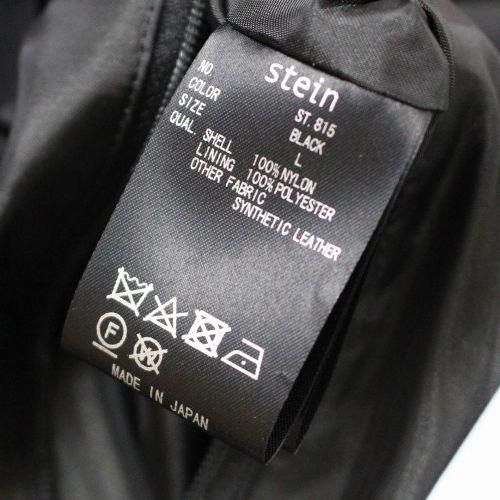 stein
NO. ST.815
COLOR BLACK
SIZE L
QUAL. SHELL 100%NYLON
LINING 100%POLYESTER
OTHER FABRIC
SYNTHETIC LEATHER
F
MADE IN JAPAN